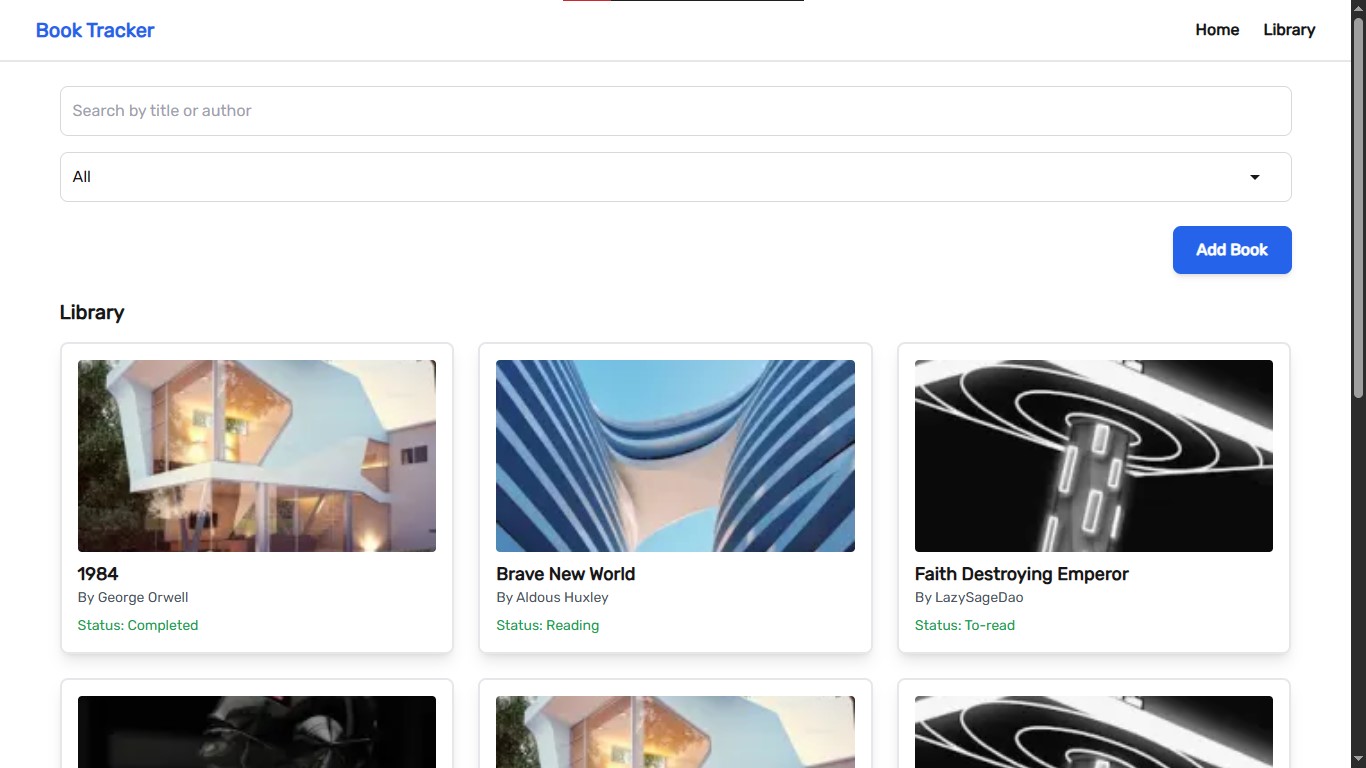 Book Tracker
Home Library
Search by title or author
All
Add Book
Library
1984
By George Orwell
Status: Completed
Brave New World
By Aldous Huxley
Status: Reading
Faith Destroying Emperor
By LazySageDao
Status: To-read